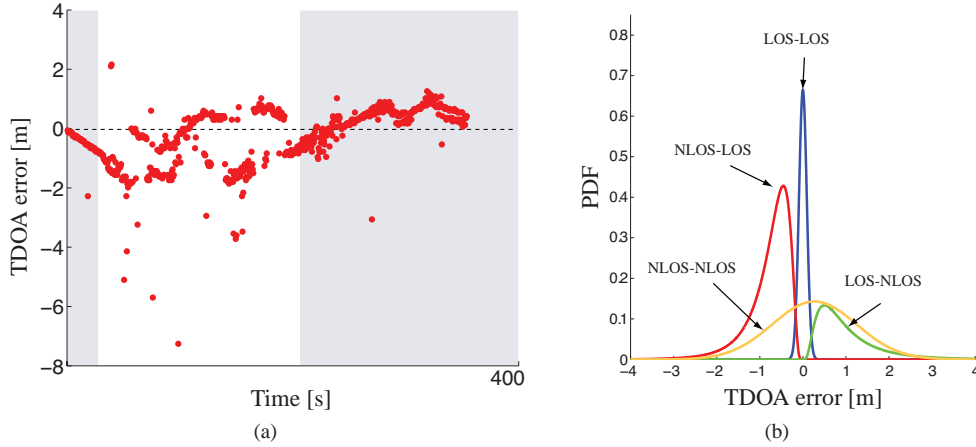 4
2
0
−2
−4
−6
−8
TDOA error [m]
400
Time [s]
(a)
0.8
0.7
0.6
0.5
0.4
0.3
0.2
0.1
0
PDF
LOS-LOS
NLOS-LOS
NLOS-NLOS
LOS-NLOS
−4 −3 −2 −1 0 1 2 3 4
TDOA error [m]
(b)